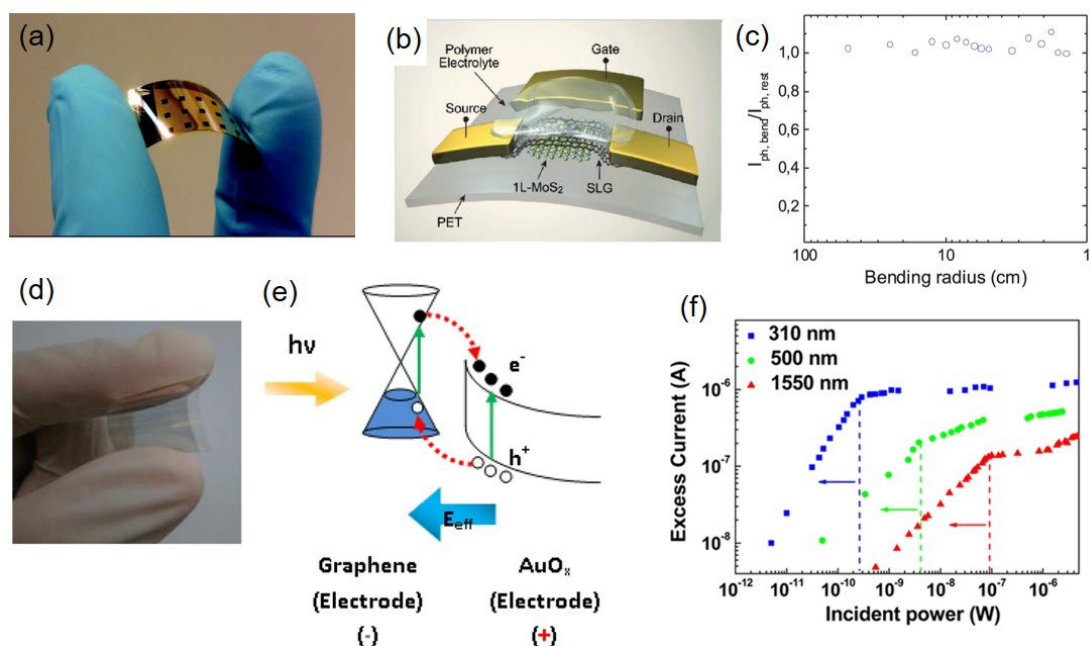 (a)
(b)
Polymer
Electrolyte
Gate
Source
Drain
1L-MoS₂
SLG
PET
(c)
I_ph, bend/I_ph, rest
1,0
0,8
0,6
0,4
0,2
100
10
1
Bending radius (cm)
(d)
(e)
hν
e⁻
h⁺
E_eff
Graphene
(Electrode)
(-)
AuOₓ
(Electrode)
(+)
(f)
310 nm
500 nm
1550 nm
Excess Current (A)
10⁻⁶
10⁻⁷
10⁻⁸
10⁻¹² 10⁻¹¹ 10⁻¹⁰ 10⁻⁹ 10⁻⁸ 10⁻⁷ 10⁻⁶
Incident power (W)